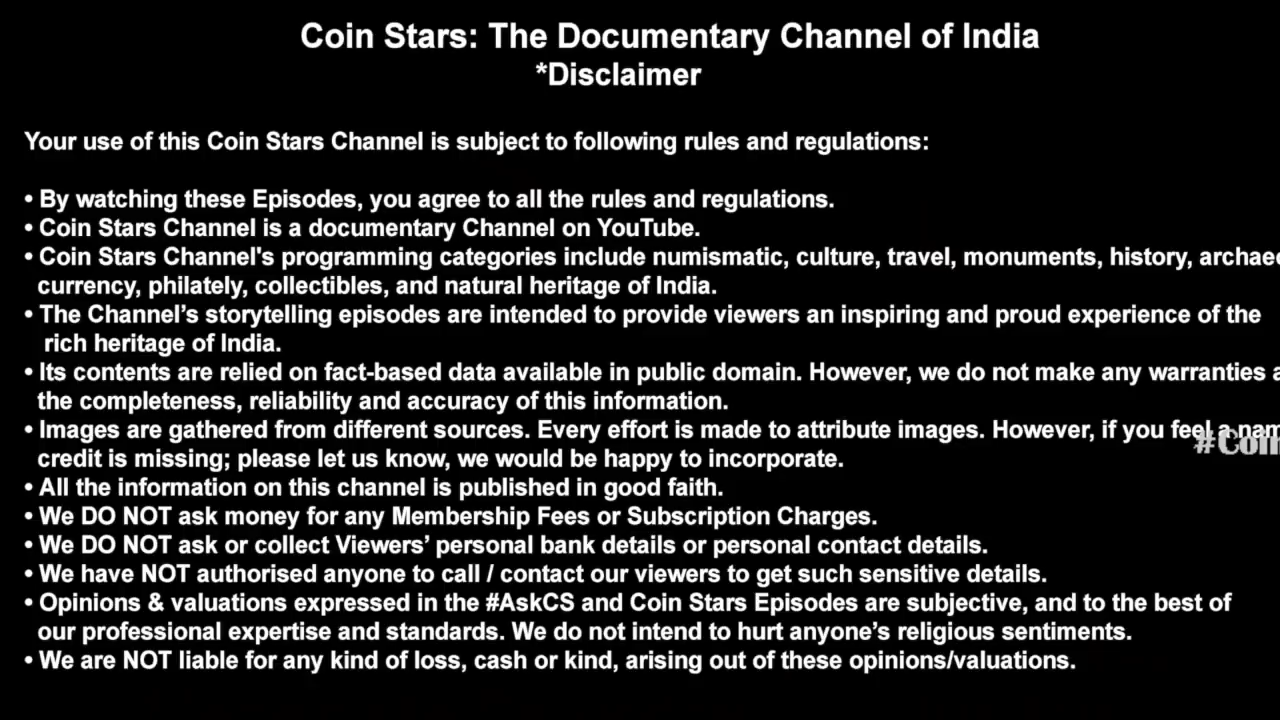 Coin Stars: The Documentary Channel of India
*Disclaimer
Your use of this Coin Stars Channel is subject to following rules and regulations:
• By watching these Episodes, you agree to all the rules and regulations.
• Coin Stars Channel is a documentary Channel on YouTube.
• Coin Stars Channel's programming categories include numismatic, culture, travel, monuments, history,
currency, philately, collectibles, and natural heritage of India.
• The Channel’s storytelling episodes are intended to provide viewers an inspiring and proud experience of the
rich heritage of India.
• Its contents are relied on fact-based data available in public domain. However, we do not make any warranties
the completeness, reliability and accuracy of this information.
• Images are gathered from different sources. Every effort is made to attribute images. However, if you feel a
credit is missing; please let us know, we would be happy to incorporate.
• All the information on this channel is published in good faith.
• We DO NOT ask money for any Membership Fees or Subscription Charges.
• We DO NOT ask or collect Viewers’ personal bank details or personal contact details.
• We have NOT authorised anyone to call / contact our viewers to get such sensitive details.
• Opinions & valuations expressed in the #AskCS and Coin Stars Episodes are subjective, and to the best of
our professional expertise and standards. We do not intend to hurt anyone’s religious sentiments.
• We are NOT liable for any kind of loss, cash or kind, arising out of these opinions/valuations.